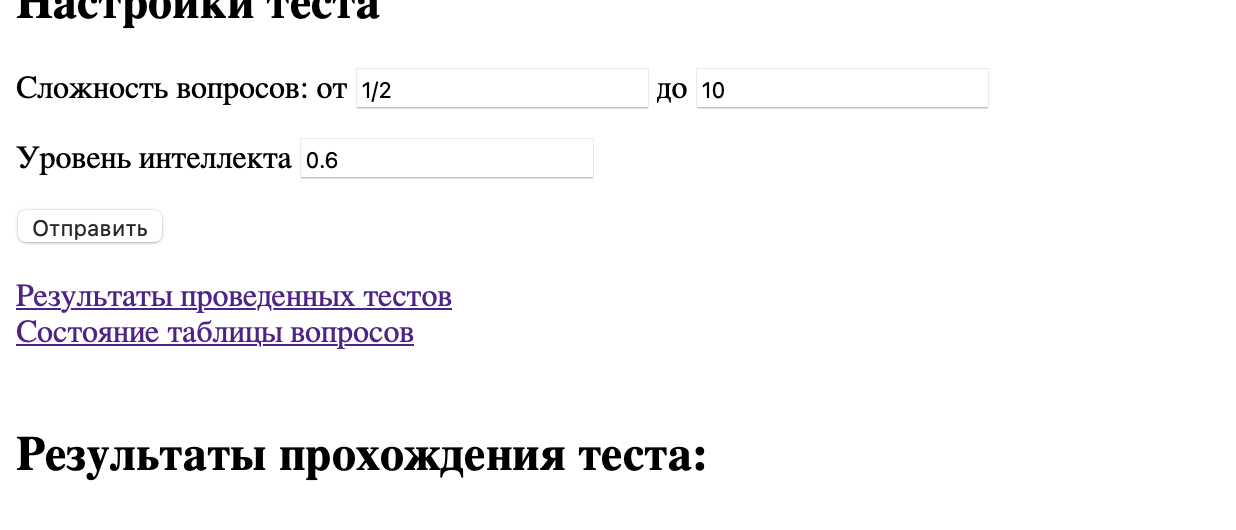 Настройки теста
Сложность вопросов: от 1/2 до 10
Уровень интеллекта 0.6
Отправить
Результаты проведенных тестов
Состояние таблицы вопросов
Результаты прохождения теста: